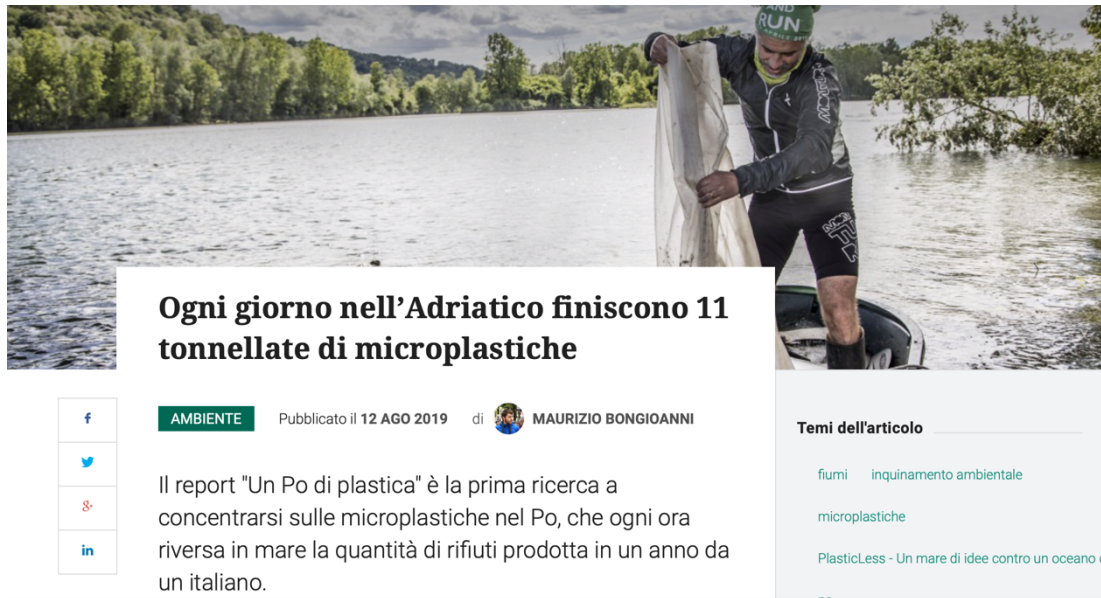 AND
RUN
Ogni giorno nell’Adriatico finiscono 11
tonnellate di microplastiche
AMBIENTE Pubblicato il 12 AGO 2019 di MAURIZIO BONGIOANNI
Il report "Un Po di plastica" è la prima ricerca a
concentrarsi sulle microplastiche nel Po, che ogni ora
riversa in mare la quantità di rifiuti prodotta in un anno da
un italiano.
Temi dell'articolo
fiumi inquinamento ambientale
microplastiche
PlasticLess - Un mare di idee contro un oceano